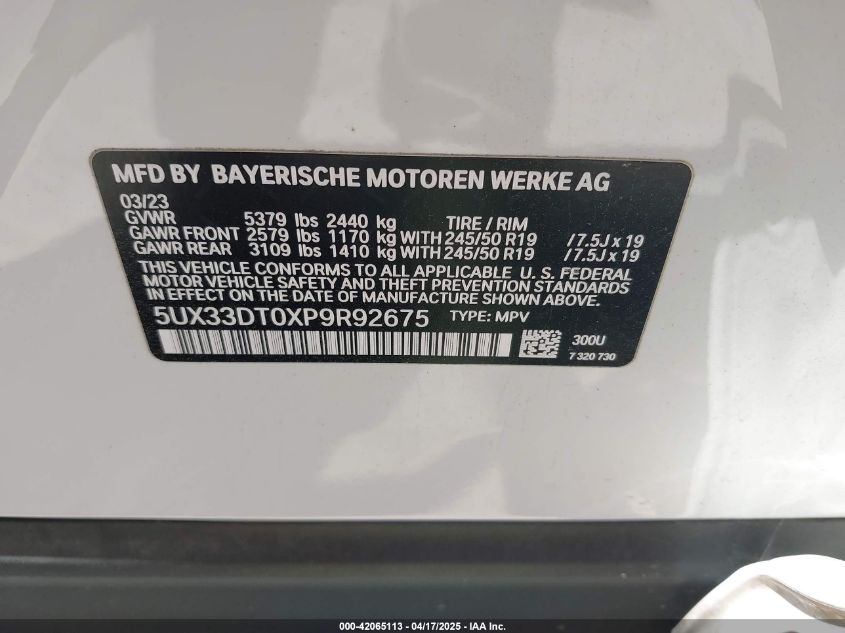 MFD BY BAYERISCHE MOTOREN WERKE AG
03/23
GVWR 5379 lbs 2440 kg TIRE / RIM
GAWR FRONT 2579 lbs 1170 kg WITH 245/50 R19 / 7.5J x 19
GAWR REAR 3109 lbs 1410 kg WITH 245/50 R19 / 7.5J x 19
THIS VEHICLE CONFORMS TO ALL APPLICABLE U. S. FEDERAL
MOTOR VEHICLE SAFETY AND THEFT PREVENTION STANDARDS
IN EFFECT ON THE DATE OF MANUFACTURE SHOWN ABOVE.
5UX33DT0XP9R92675 TYPE: MPV
300U
7 320 730
000-42065113 - 04/17/2025 - IAA Inc.